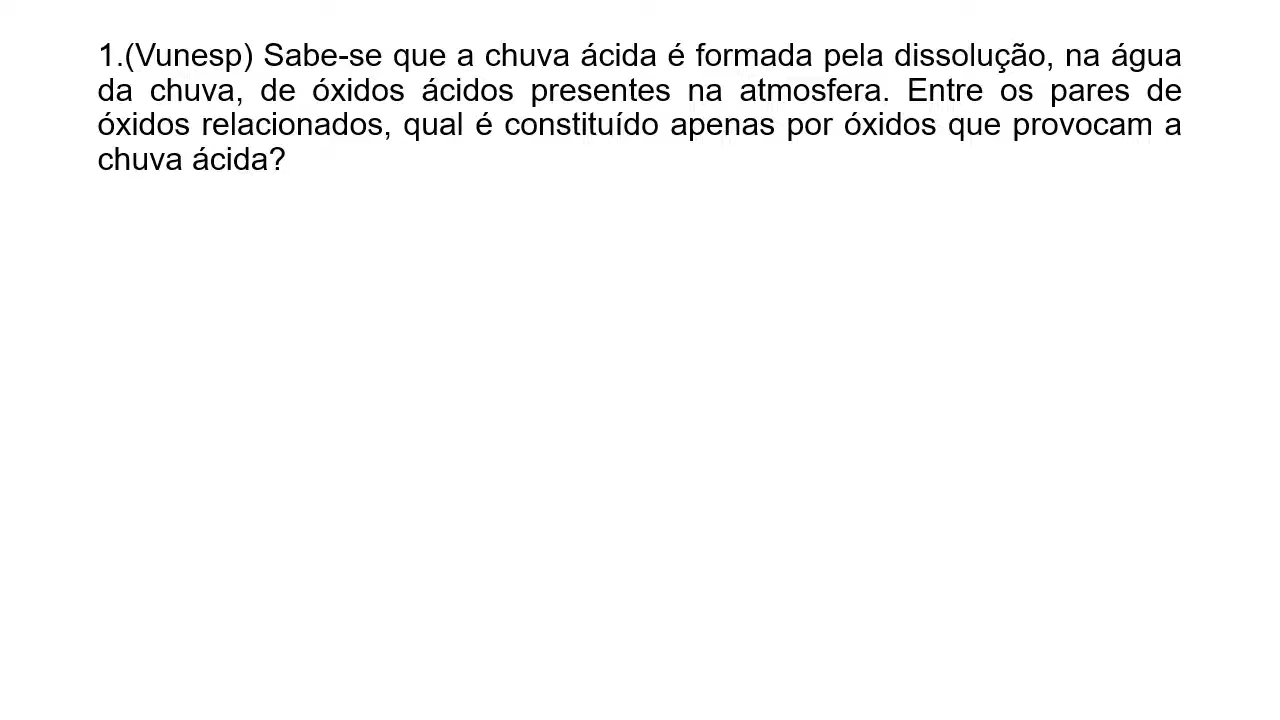 1.(Vunesp) Sabe-se que a chuva ácida é formada pela dissolução, na água
da chuva, de óxidos ácidos presentes na atmosfera. Entre os pares de
óxidos relacionados, qual é constituído apenas por óxidos que provocam a
chuva ácida?